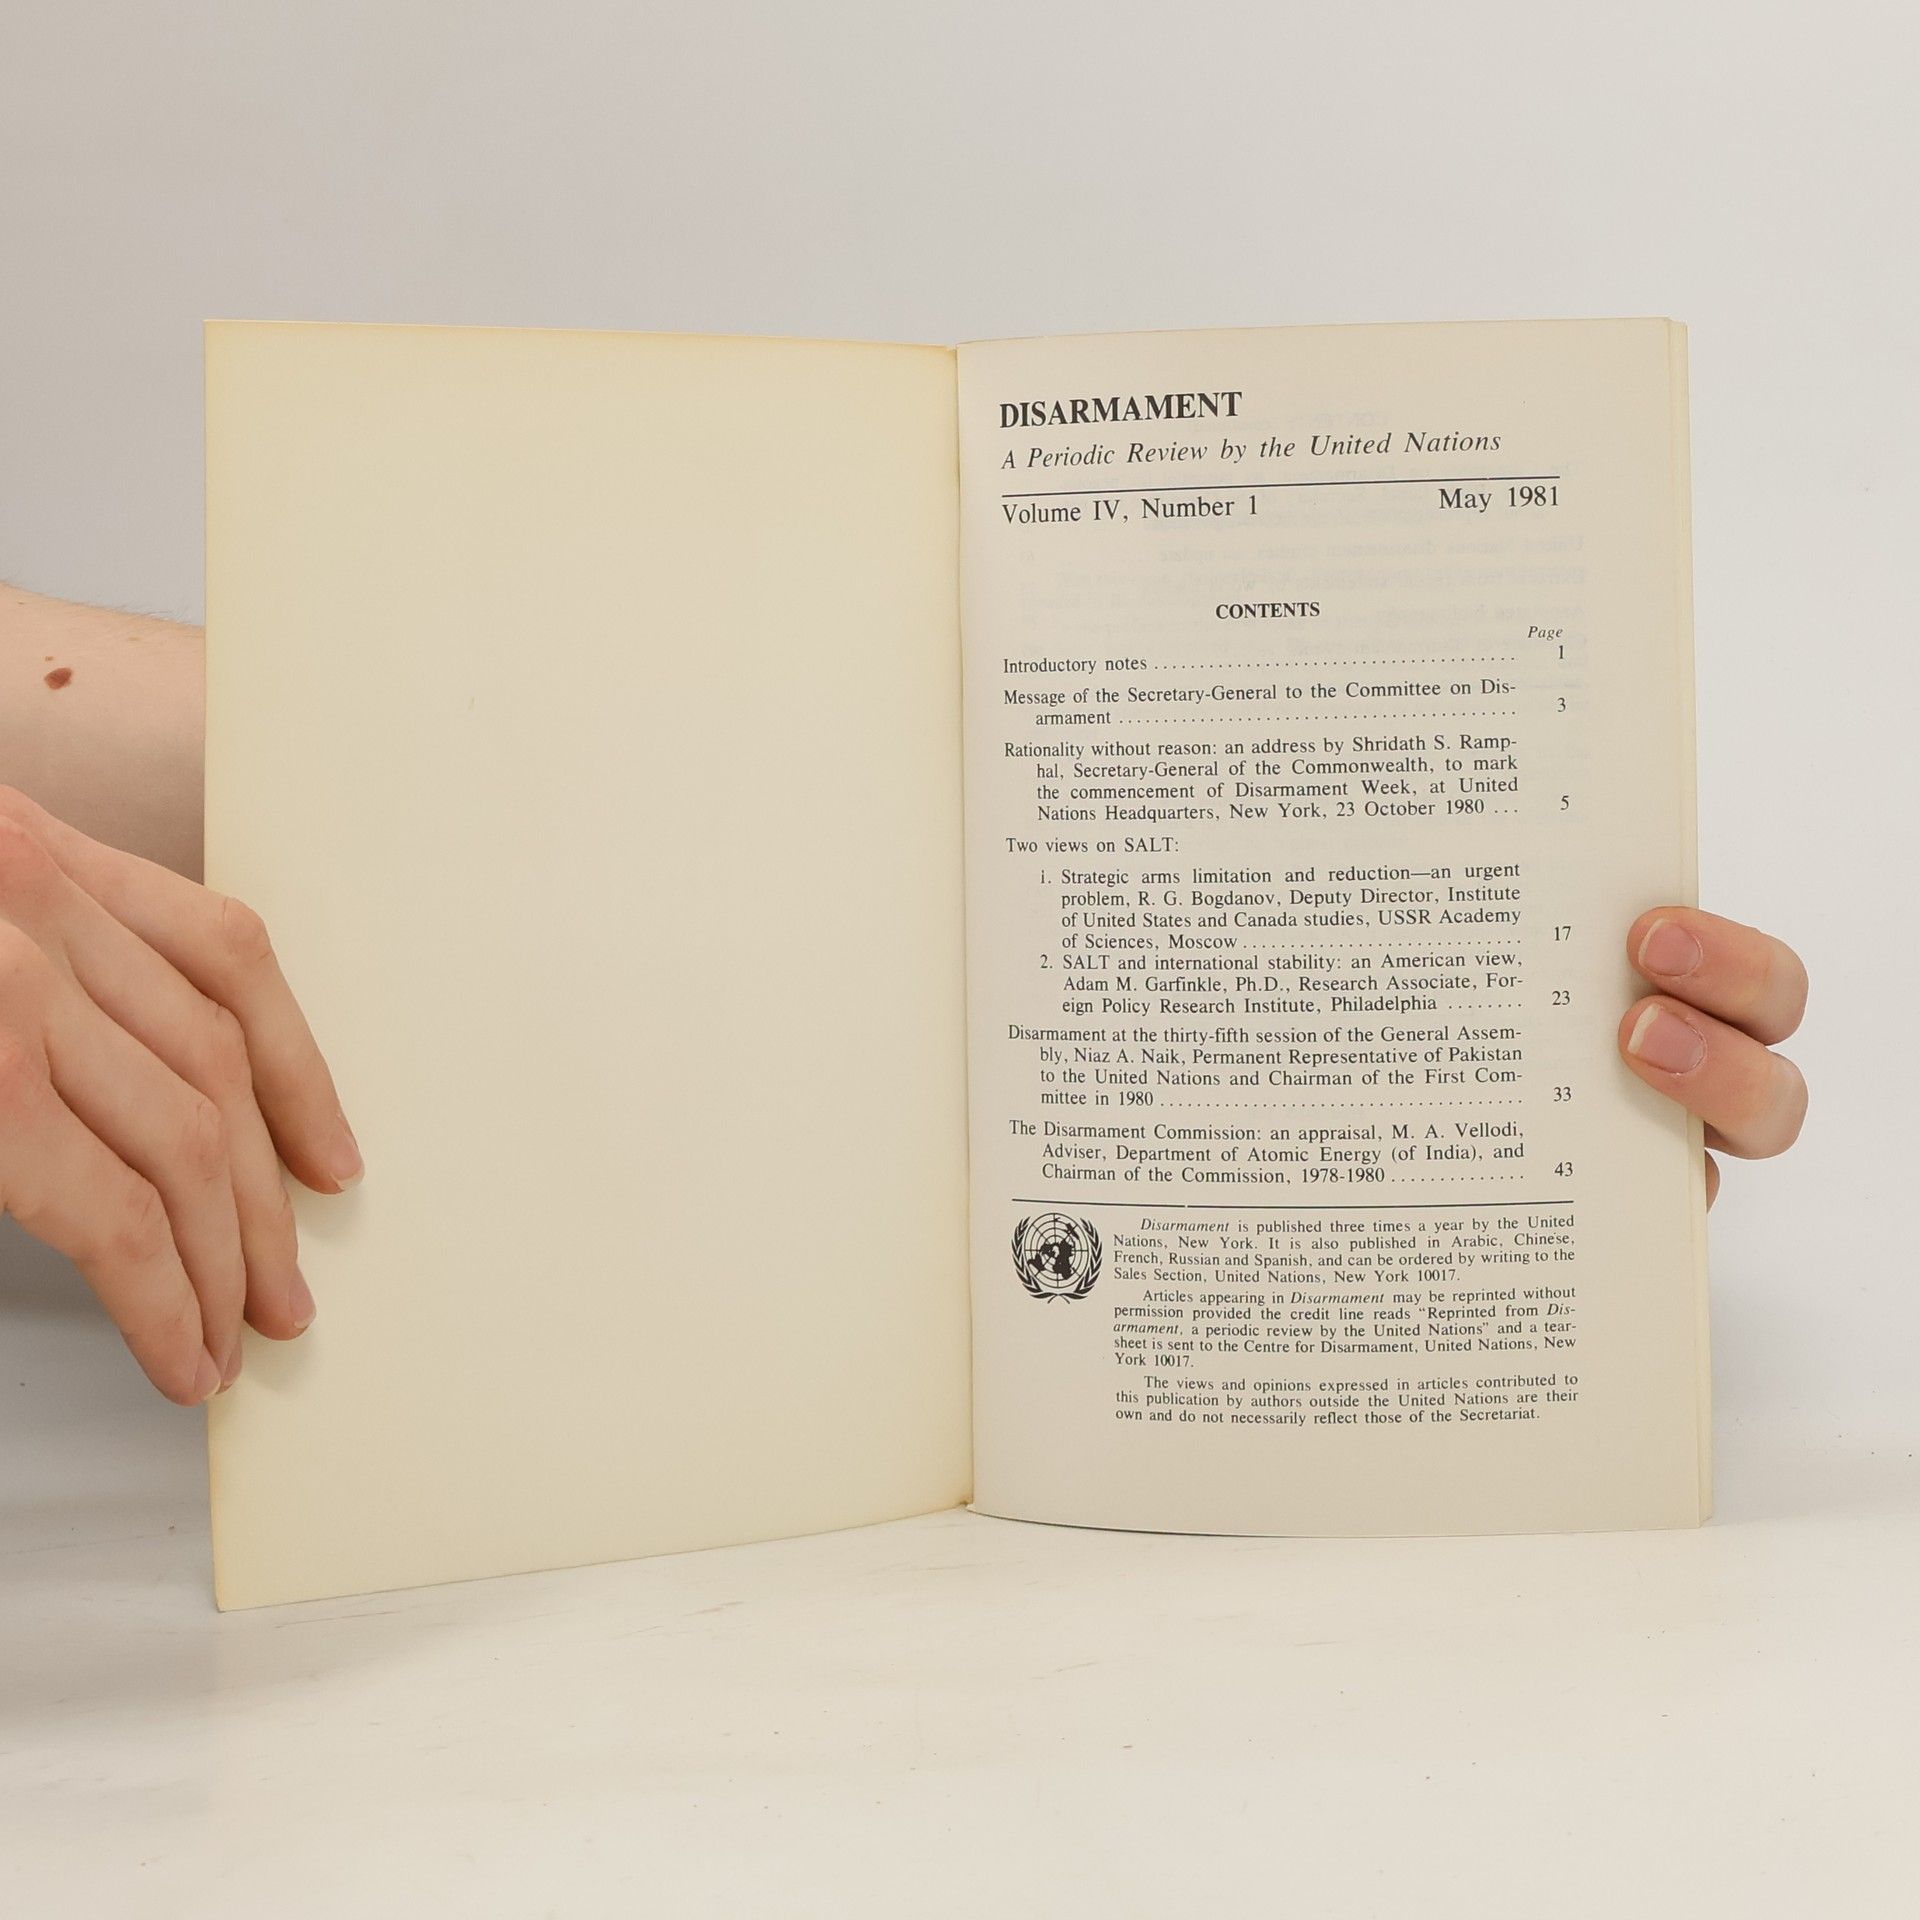 DISARMAMENT
A Periodic Review by the United Nations
Volume IV, Number 1 May 1981
CONTENTS
Page
Introductory notes ........................................ 1
Message of the Secretary-General to the Committee on Dis-
armament ........................................... 3
Rationality without reason: an address by Shridath S. Ramp-
hal, Secretary-General of the Commonwealth, to mark
the commencement of Disarmament Week, at United
Nations Headquarters, New York, 23 October 1980 ... 5
Two views on SALT:
1. Strategic arms limitation and reduction—an urgent
problem, R. G. Bogdanov, Deputy Director, Institute
of United States and Canada studies, USSR Academy
of Sciences, Moscow ............................. 17
2. SALT and international stability: an American view,
Adam M. Garfinkle, Ph.D., Research Associate, For-
eign Policy Research Institute, Philadelphia ........ 23
Disarmament at the thirty-fifth session of the General Assem-
bly, Niaz A. Naik, Permanent Representative of Pakistan
to the United Nations and Chairman of the First Com-
mittee in 1980 ...................................... 33
The Disarmament Commission: an appraisal, M. A. Vellodi,
Adviser, Department of Atomic Energy (of India), and
Chairman of the Commission, 1978-1980 .............. 43
Disarmament is published three times a year by the United
Nations, New York. It is also published in Arabic, Chinese,
French, Russian and Spanish, and can be ordered by writing to the
Sales Section, United Nations, New York 10017.
Articles appearing in Disarmament may be reprinted without
permission provided the credit line reads "Reprinted from Dis-
armament, a periodic review by the United Nations" and a tear-
sheet is sent to the Centre for Disarmament, United Nations, New
York 10017.
The views and opinions expressed in articles contributed to
this publication by authors outside the United Nations are their
own and do not necessarily reflect those of the Secretariat.